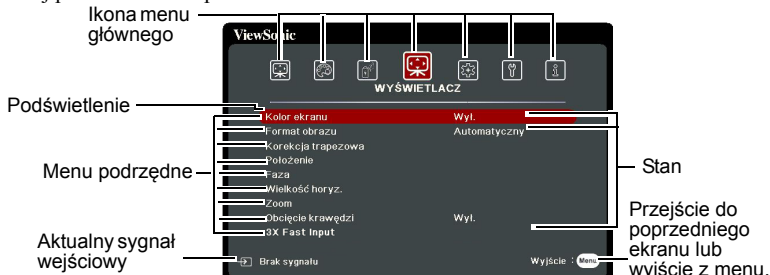 Ikona menu
głównego
ViewSonic
WYŚWIETLACZ
Podświetlenie
Kolor ekranu Wył.
Format obrazu Automatyczny
Korekcja trapezowa
Położenie
Faza
Wielkość horyz.
Zoom
Obcięcie krawędzi Wył.
3X Fast Input
Menu podrzędne
Stan
Aktualny sygnał
wejściowy
Brak sygnału
Wyjście : Menu
Przejście do
poprzedniego
ekranu lub
wyjście z menu.